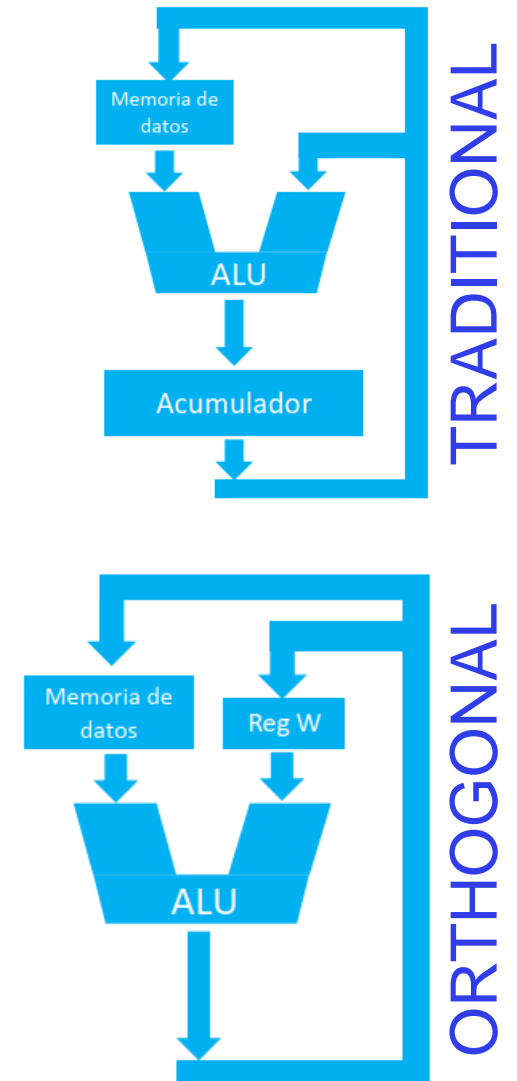 TRADITIONAL
Memoria de
datos
ALU
Acumulador
ORTHOGONAL
Memoria de
datos
Reg W
ALU